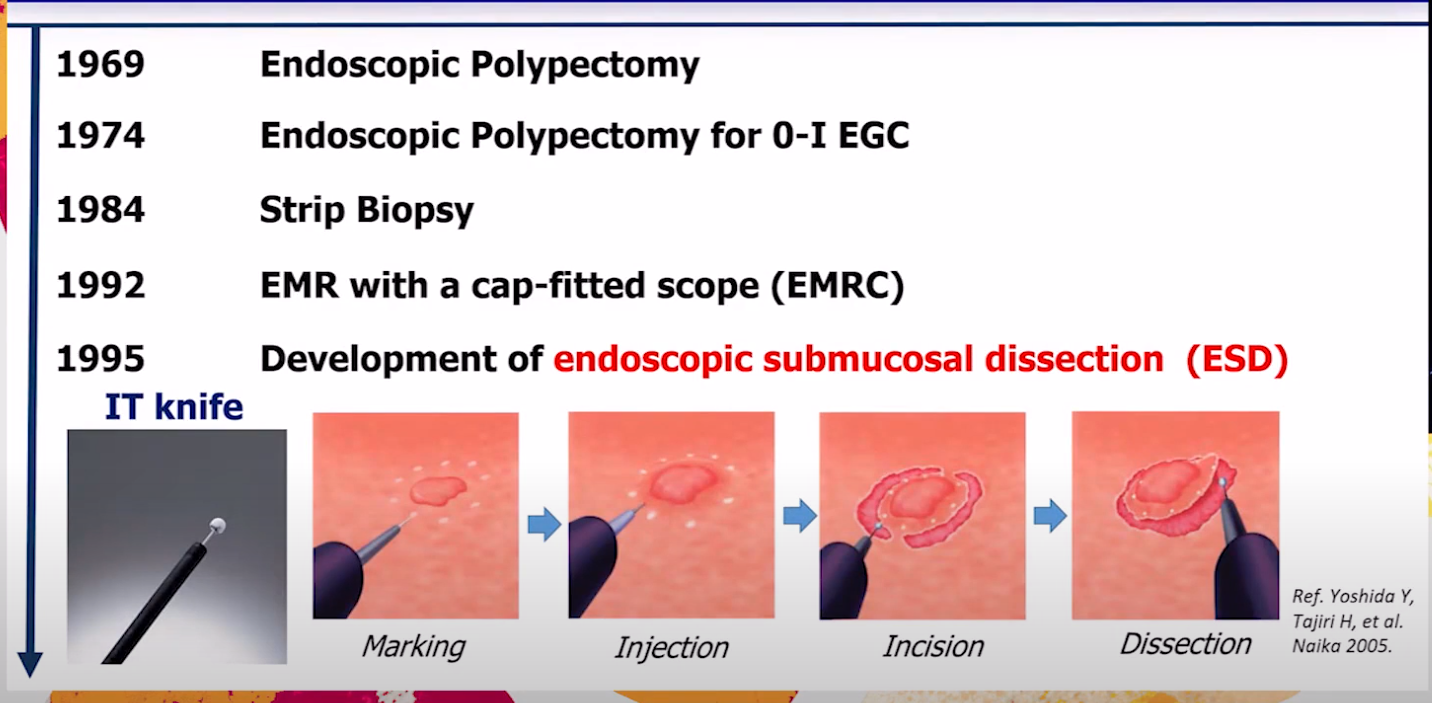 1969 Endoscopic Polypectomy
1974 Endoscopic Polypectomy for 0-I EGC
1984 Strip Biopsy
1992 EMR with a cap-fitted scope (EMRC)
1995 Development of endoscopic submucosal dissection (ESD)
IT knife
Marking
Injection
Incision
Dissection
Ref. Yoshida Y,
Tajiri H, et al.
Naika 2005.